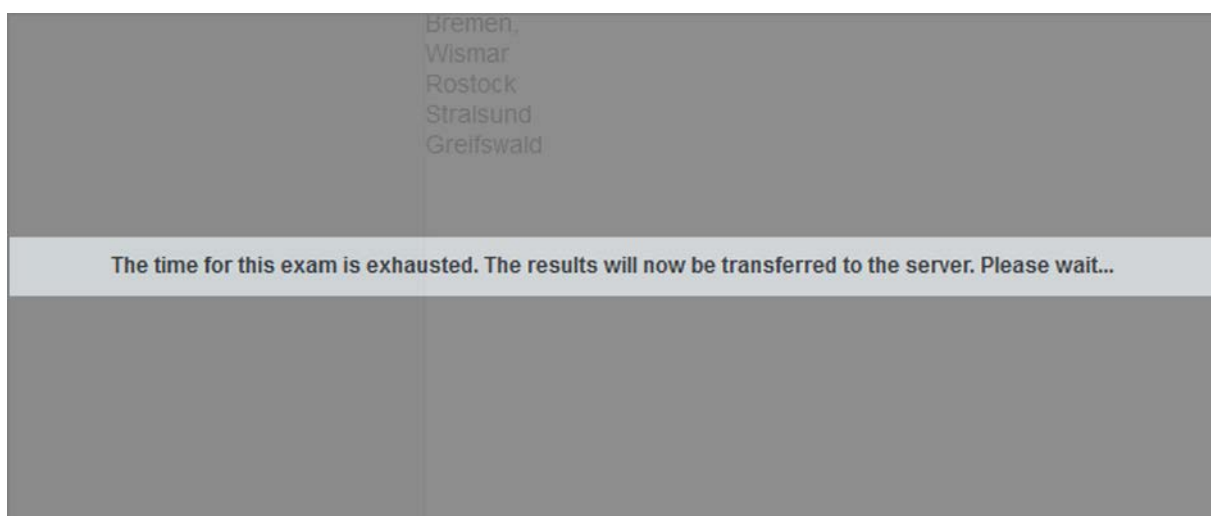 Bremen,
Wismar
Rostock
Stralsund
Greifswald
The time for this exam is exhausted. The results will now be transferred to the server. Please wait...